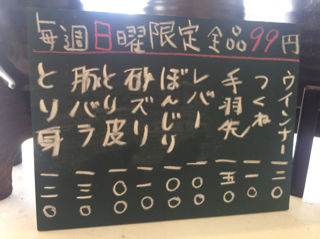 毎週日曜限定全品99円
ウインナー一二〇
つくね一一〇
手羽先一五〇
レバー一〇〇
ぼんじり一〇〇
砂ズリ一一〇
とり皮一〇〇
豚バラ一三〇
とり身一二〇